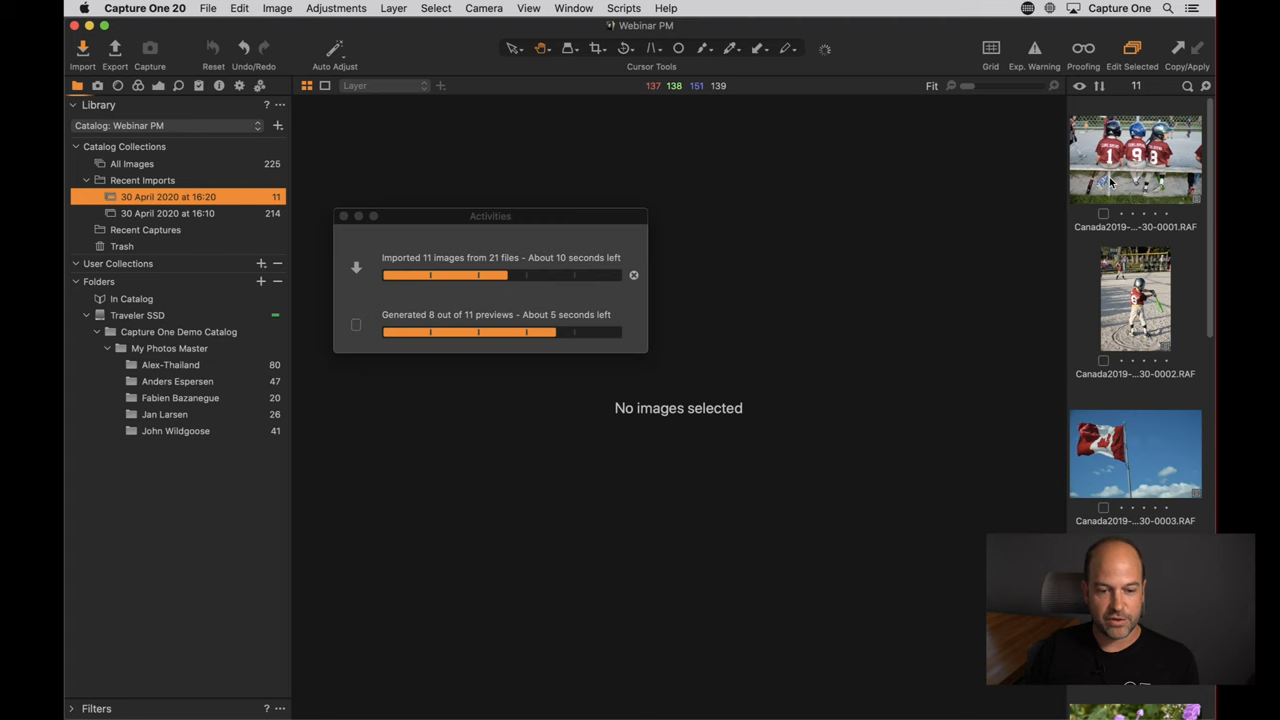 Capture One 20 File Edit Image Adjustments Layer Select Camera View Window Scripts Help Capture One
Webinar PM
Import Export Capture Reset Undo/Redo Auto Adjust Cursor Tools Grid Exp. Warning Proofing Edit Selected Copy/Apply
Layer 137 138 151 139 Fit 11
Library ?
Catalog: Webinar PM
Catalog Collections
All Images 225
Recent Imports
30 April 2020 at 16:20 11
30 April 2020 at 16:10 214
Recent Captures
Trash
User Collections
Folders
In Catalog
Traveler SSD
Capture One Demo Catalog
My Photos Master
Alex-Thailand 80
Anders Espersen 47
Fabien Bazanegue 20
Jan Larsen 26
John Wildgoose 41
Filters ?
Activities
Imported 11 images from 21 files - About 10 seconds left
Generated 8 out of 11 previews - About 5 seconds left
No images selected
1 9 8
Canada2019-...-30-0001.RAF
Canada2019-...30-0002.RAF
Canada2019-...30-0003.RAF